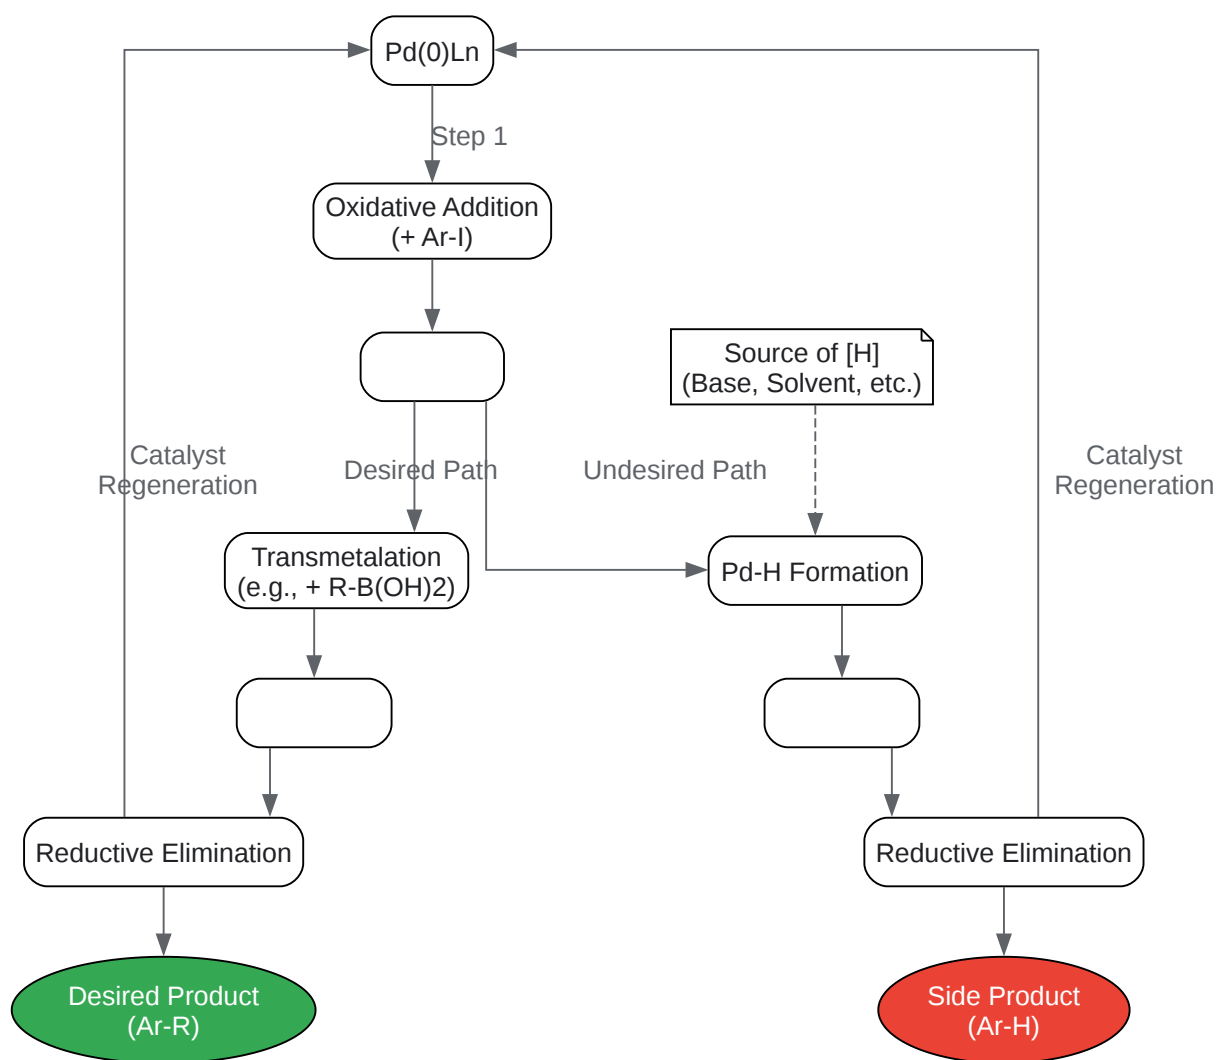 Pd(0)Ln
Step 1
Oxidative Addition
(+ Ar-I)
Source of [H]
(Base, Solvent, etc.)
Catalyst
Regeneration
Desired Path
Undesired Path
Catalyst
Regeneration
Transmetalation
(e.g., + R-B(OH)2)
Pd-H Formation
Reductive Elimination
Reductive Elimination
Desired Product
(Ar-R)
Side Product
(Ar-H)